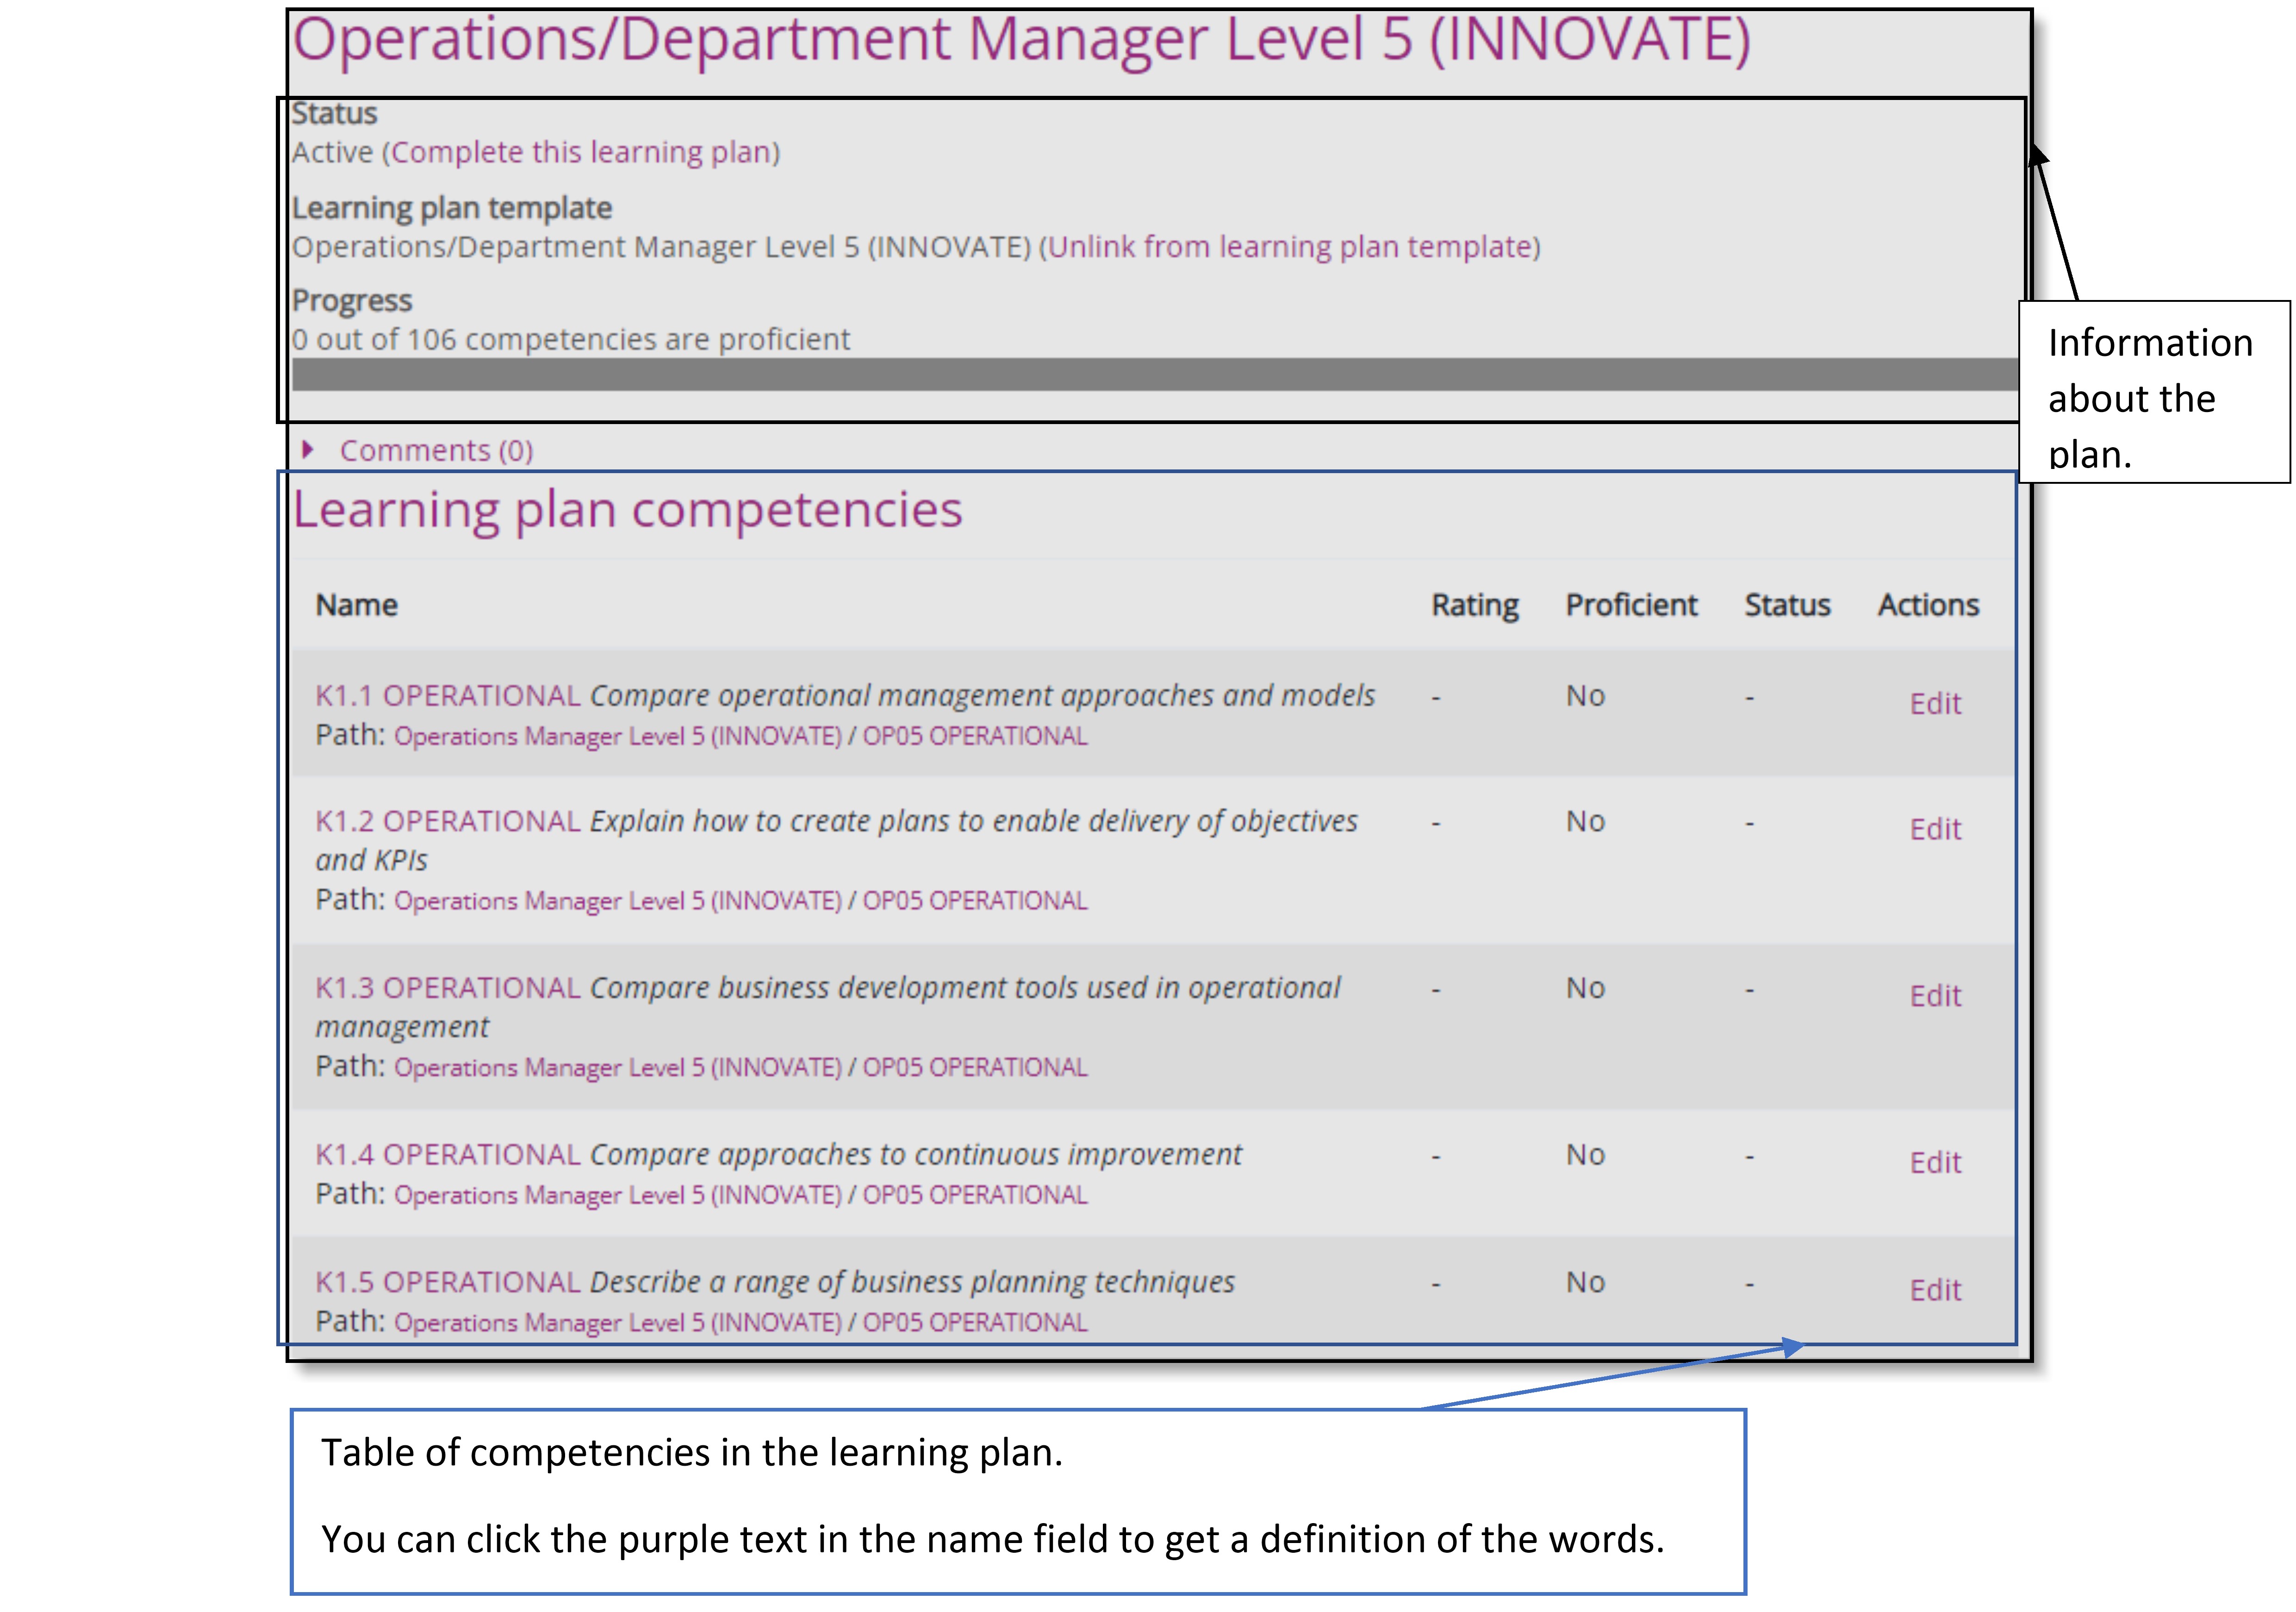 Operations/Department Manager Level 5 (INNOVATE)
Status
Active (Complete this learning plan)
Learning plan template
Operations/Department Manager Level 5 (INNOVATE) (Unlink from learning plan template)
Progress
0 out of 106 competencies are proficient
Information
about the
plan.
Comments (0)
Learning plan competencies
Name Rating Proficient Status Actions
K1.1 OPERATIONAL Compare operational management approaches and models - No - Edit
Path: Operations Manager Level 5 (INNOVATE) / OP05 OPERATIONAL
K1.2 OPERATIONAL Explain how to create plans to enable delivery of objectives - No - Edit
and KPIs
Path: Operations Manager Level 5 (INNOVATE) / OP05 OPERATIONAL
K1.3 OPERATIONAL Compare business development tools used in operational - No - Edit
management
Path: Operations Manager Level 5 (INNOVATE) / OP05 OPERATIONAL
K1.4 OPERATIONAL Compare approaches to continuous improvement - No - Edit
Path: Operations Manager Level 5 (INNOVATE) / OP05 OPERATIONAL
K1.5 OPERATIONAL Describe a range of business planning techniques - No - Edit
Path: Operations Manager Level 5 (INNOVATE) / OP05 OPERATIONAL
Table of competencies in the learning plan.
You can click the purple text in the name field to get a definition of the words.